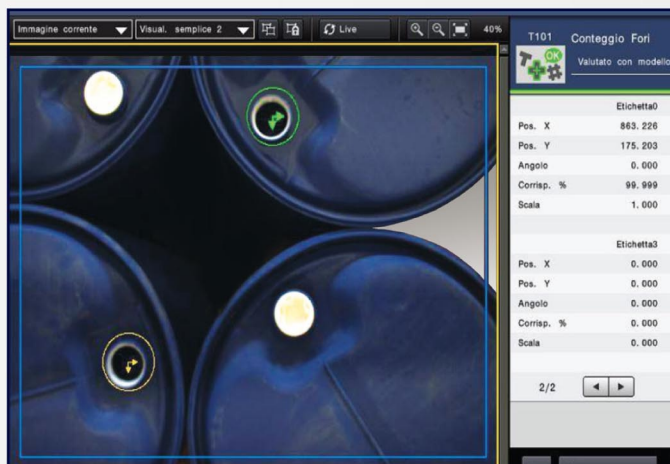 Immagine corrente
Visual. semplice 2
Live
40%
T101
Conteggio Fori
OK
Valutato con modello
Etichetta0
Pos. X 863.226
Pos. Y 175.203
Angolo 0.000
Corrisp. % 99.999
Scala 1.000
Etichetta3
Pos. X 0.000
Pos. Y 0.000
Angolo 0.000
Corrisp. % 0.000
Scala 0.000
2/2